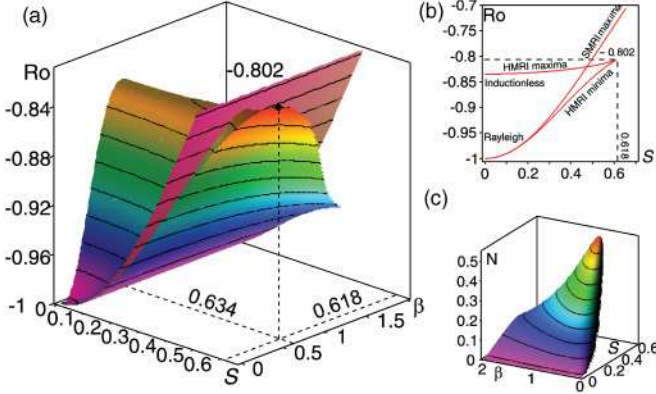 (a)
Ro
-0.802
-0.84
-0.88
-0.92
-0.96
-1
0
0.1
0.2
0.3
0.4
0.5
0.6
S
0
0.5
1
1.5
β
0.634
0.618
(b)
Ro
-0.7
-0.75
-0.8
-0.85
-0.9
-0.95
-1
0
0.2
0.4
0.6
0.8
S
SMRI maxima
-0.802
HMRI maxima
Inductionless
HMRI minima
Rayleigh
0.618
(c)
N
0.5
0.4
0.3
0.2
0.1
0
2
β
1
0
0
0.2
0.4
0.6
S